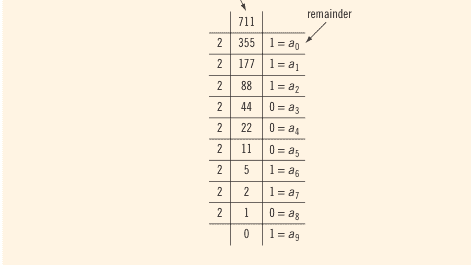 remainder
711
2 355 1 = a0
2 177 1 = a1
2 88 1 = a2
2 44 0 = a3
2 22 0 = a4
2 11 0 = a5
2 5 1 = a6
2 2 1 = a7
2 1 0 = a8
0 1 = a9